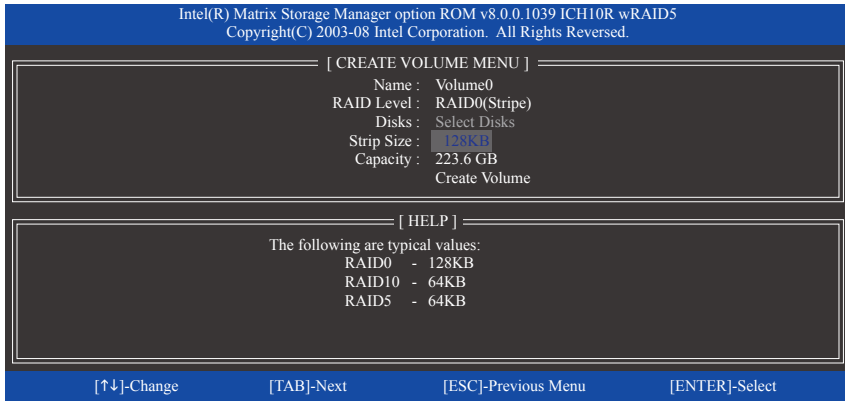 Intel(R) Matrix Storage Manager option ROM v8.0.0.1039 ICH10R wRAID5
Copyright(C) 2003-08 Intel Corporation.  All Rights Reversed.
[ CREATE VOLUME MENU ]
Name :  Volume0
RAID Level :  RAID0(Stripe)
Disks :  Select Disks
Strip Size :  128KB
Capacity :  223.6 GB
Create Volume
[ HELP ]
The following are typical values:
RAID0  -  128KB
RAID10  -  64KB
RAID5  -  64KB
[↑↓]-Change  [TAB]-Next  [ESC]-Previous Menu  [ENTER]-Select